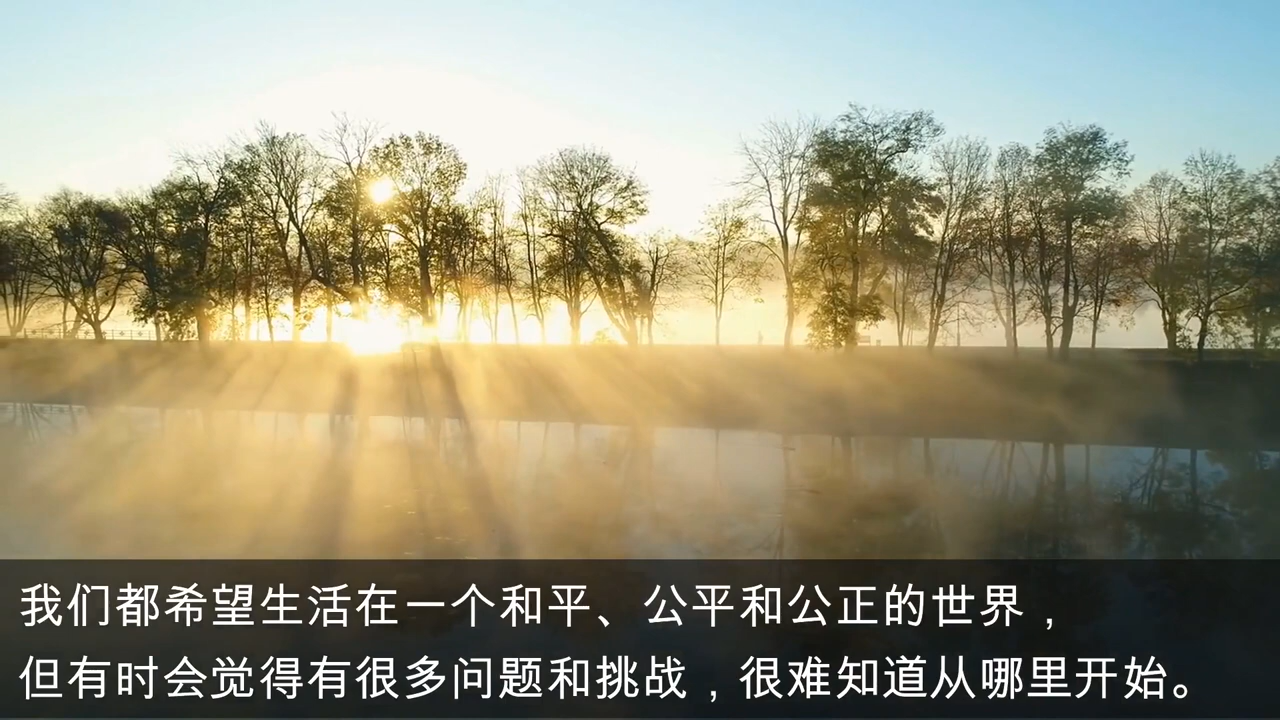 我们都希望生活在一个和平、公平和公正的世界，
但有时会觉得有很多问题和挑战，很难知道从哪里开始。